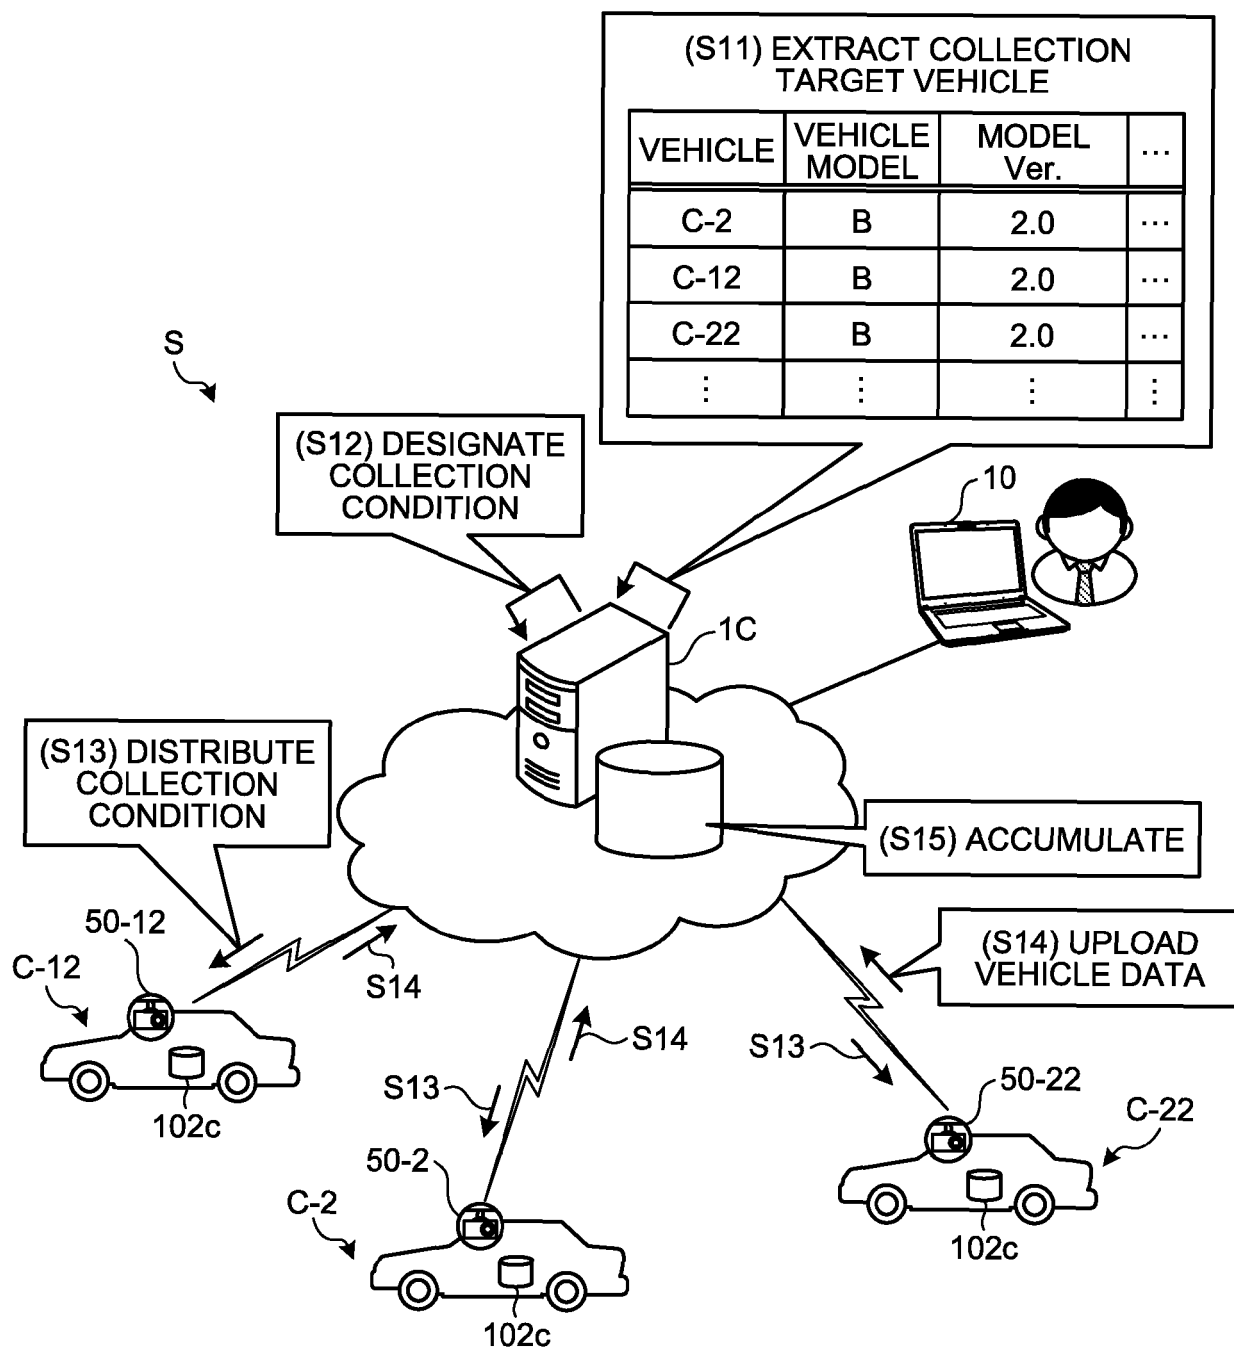 (S11) EXTRACT COLLECTION
TARGET VEHICLE
VEHICLE VEHICLE MODEL MODEL Ver. ...
C-2 B 2.0 ...
C-12 B 2.0 ...
C-22 B 2.0 ...
⋮ ⋮ ⋮ ⋮
S
(S12) DESIGNATE
COLLECTION
CONDITION
10
1C
(S13) DISTRIBUTE
COLLECTION
CONDITION
(S15) ACCUMULATE
50-12
C-12
S14
102c
(S14) UPLOAD
VEHICLE DATA
S14
S13
50-2
C-2
102c
S13
50-22
C-22
102c